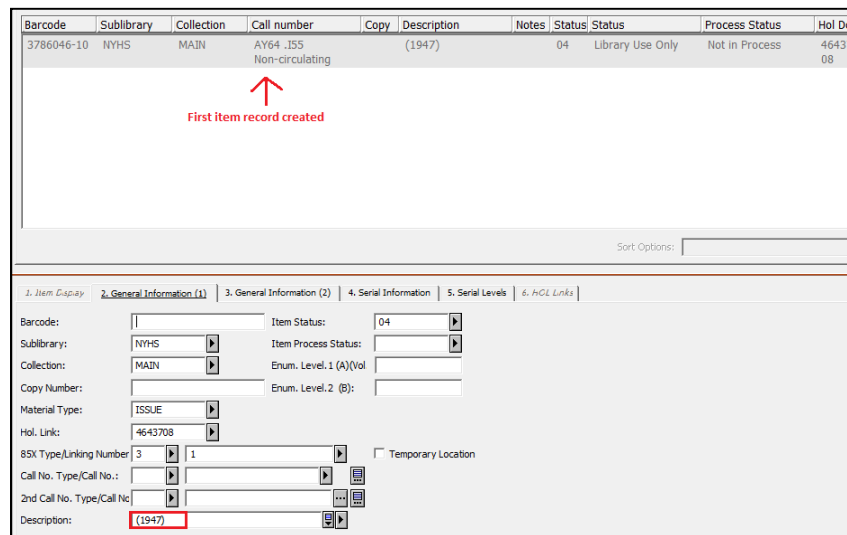 Barcode Sublibrary Collection Call number Copy Description Notes Status Status Process Status Hol De
3786046-10 NYHS MAIN AY64 .I55 (1947) 04 Library Use Only Not in Process 4643
Non-circulating 08
First item record created
Sort Options:
1. Item Display 2. General Information (1) 3. General Information (2) 4. Serial Information 5. Serial Levels 6. HOL Links
Barcode: Item Status: 04
Sublibrary: NYHS Item Process Status:
Collection: MAIN Enum. Level.1 (A)(Vol
Copy Number: Enum. Level.2 (B):
Material Type: ISSUE
Hol. Link: 4643708
85X Type/Linking Number 3 1 Temporary Location
Call No. Type/Call No.:
2nd Call No. Type/Call No
Description: (1947)